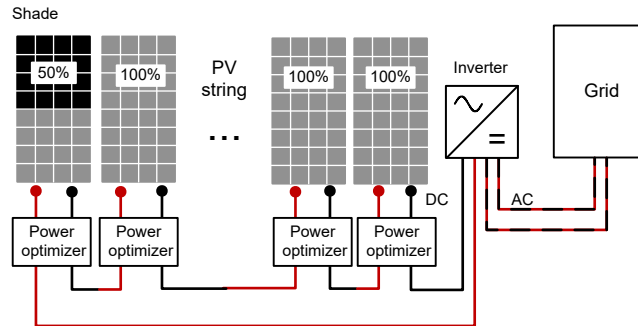 Shade
50%
100%
PV
string
...
100%
100%
Inverter
Grid
DC
AC
Power
optimizer
Power
optimizer
Power
optimizer
Power
optimizer